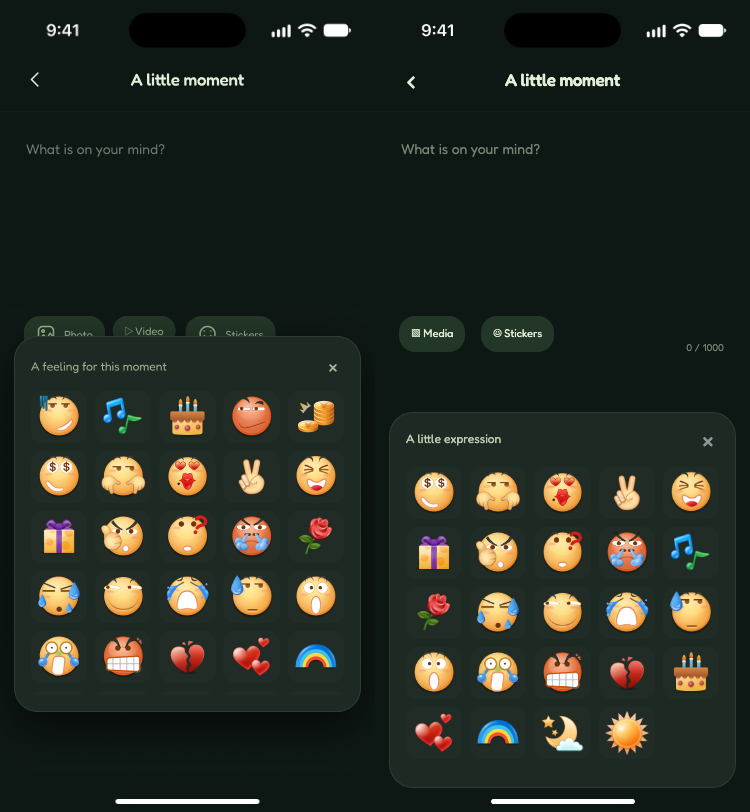 9:41
A little moment
What is on your mind?
Photo
Video
Stickers
A feeling for this moment
9:41
A little moment
What is on your mind?
Media
Stickers
0 / 1000
A little expression